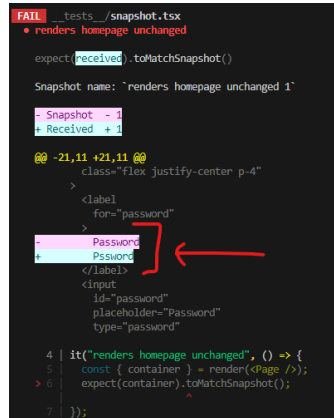 FAIL __tests__/snapshot.tsx
● renders homepage unchanged
expect(received).toMatchSnapshot()
Snapshot name: `renders homepage unchanged 1`
- Snapshot - 1
+ Received + 1
@@ -21,11 +21,11 @@
class="flex justify-center p-4"
>
<label
for="password"
>
- Password
+ Pssword
</label>
<input
id="password"
placeholder="Password"
type="password"
4 | it("renders homepage unchanged", () => {
5 | const { container } = render(<Page />);
> 6 | expect(container).toMatchSnapshot();
| ^
7 | });